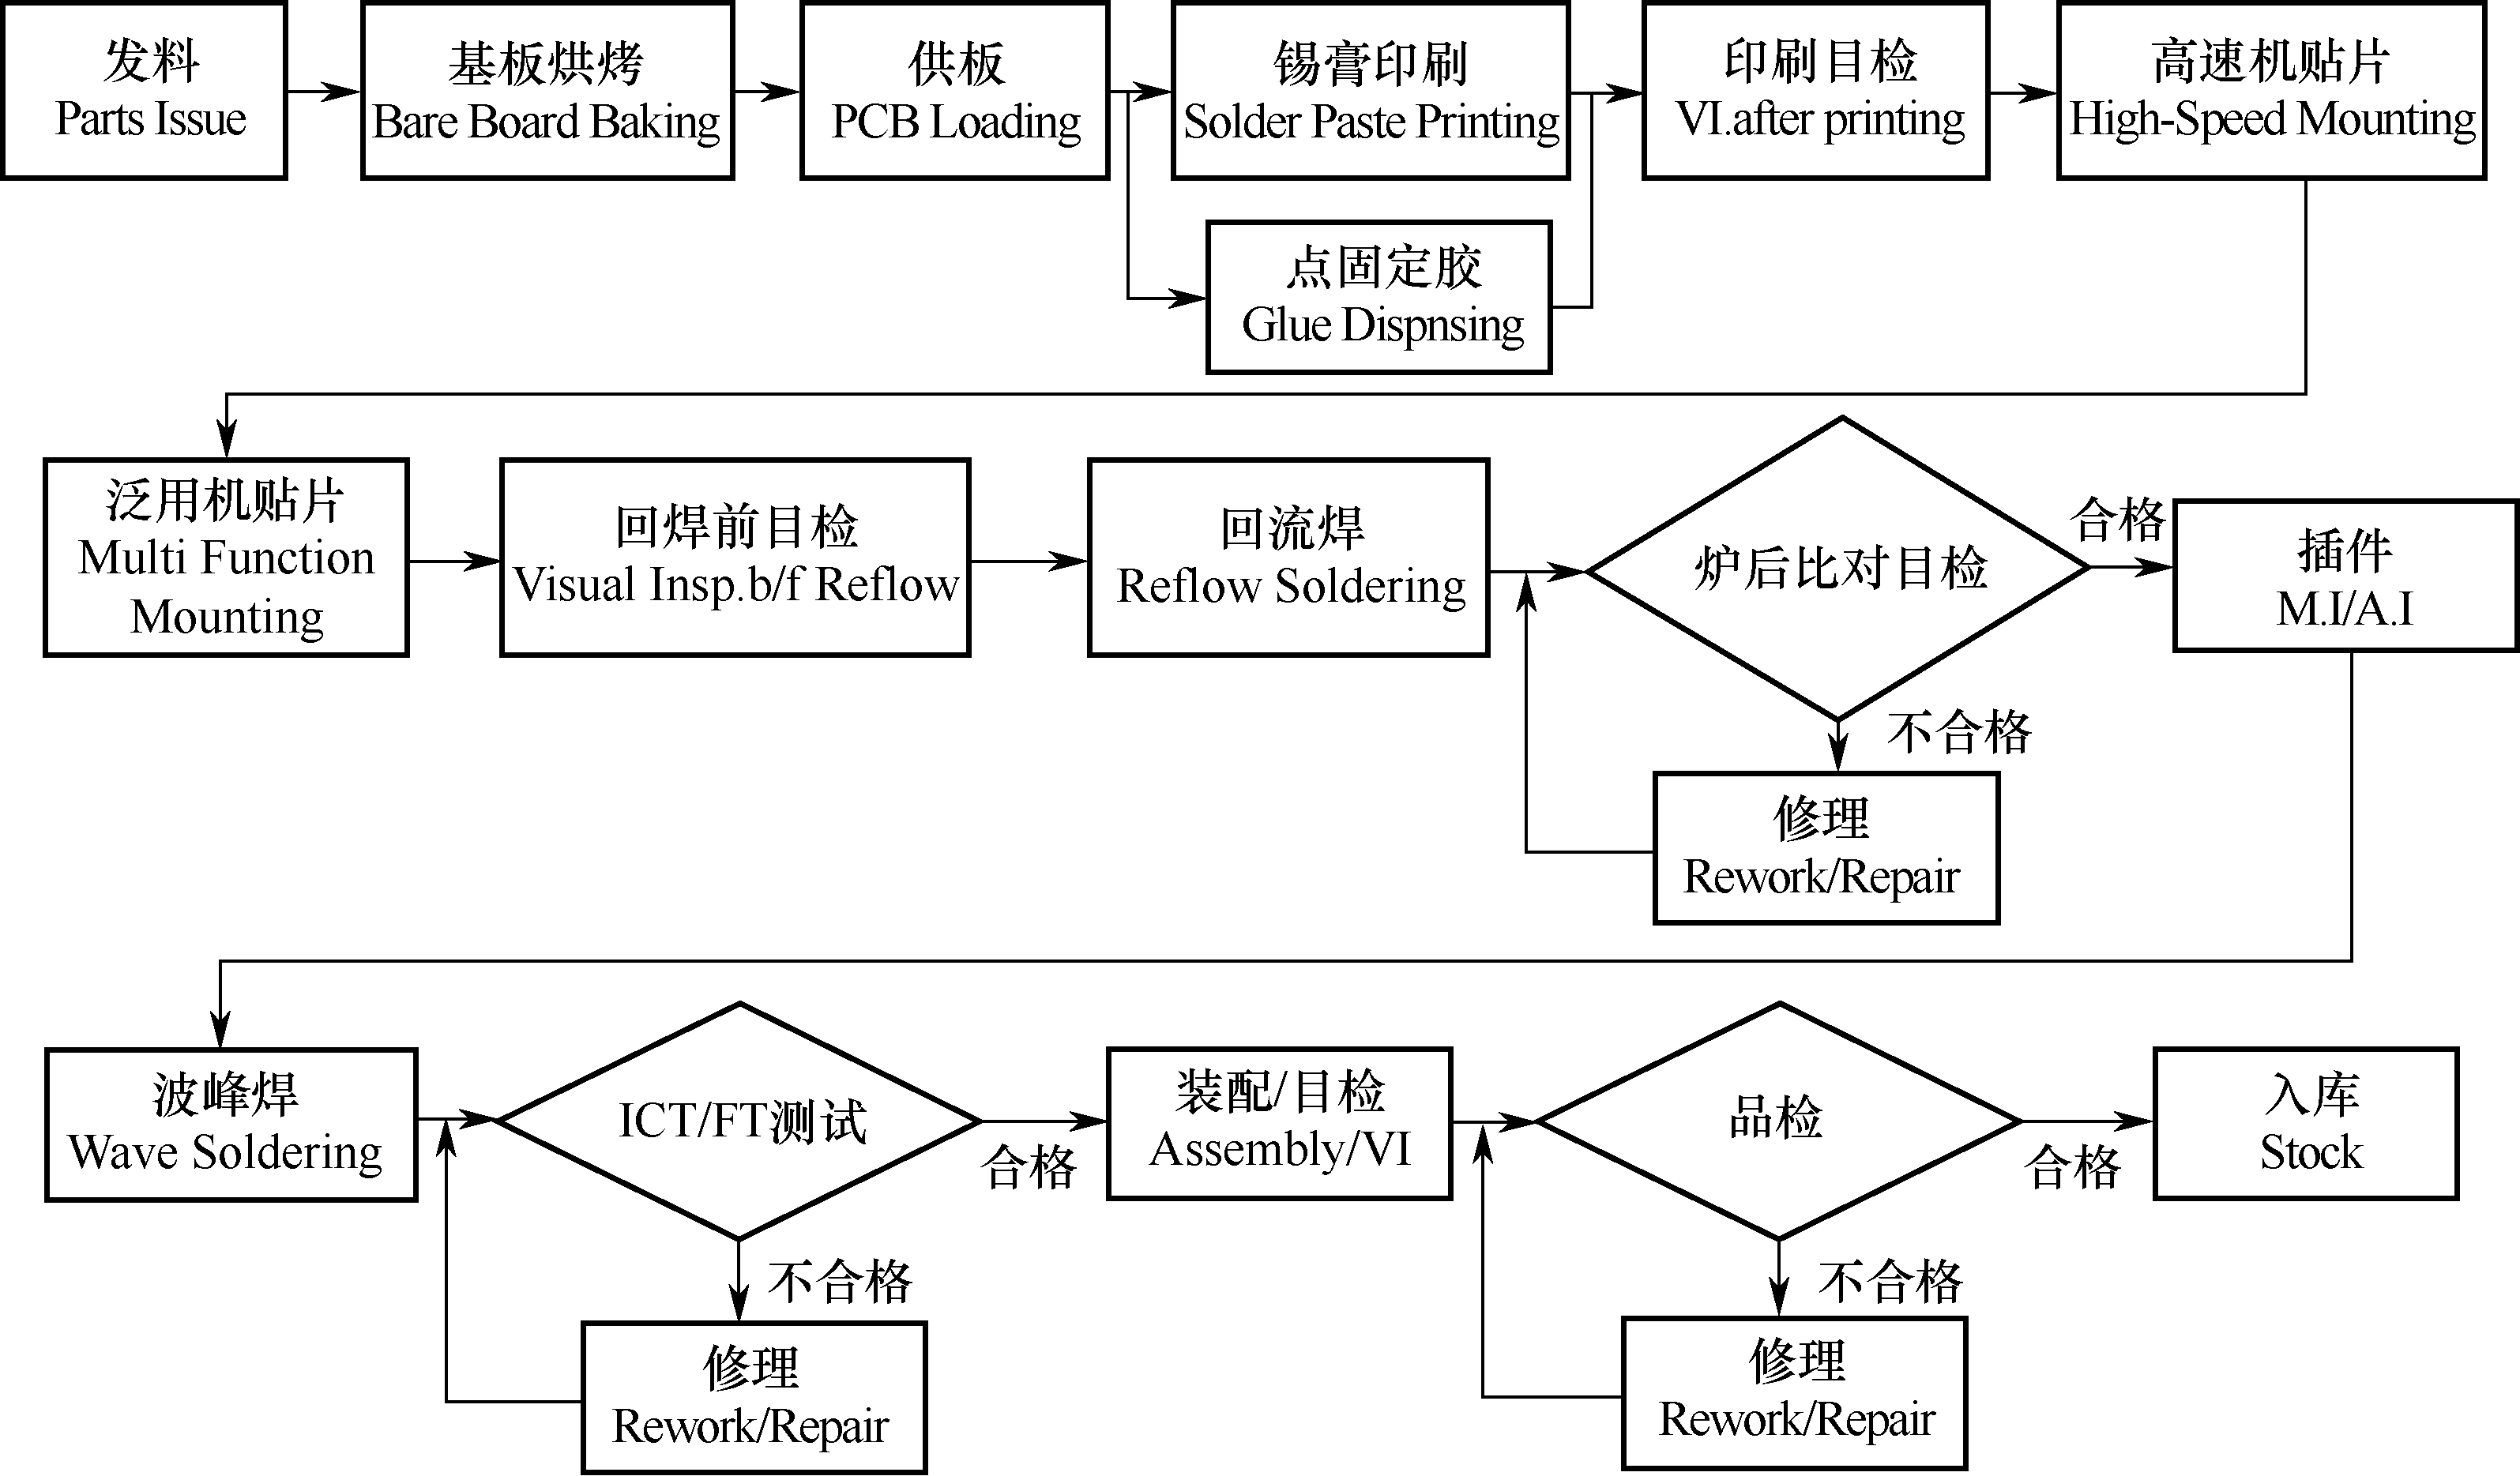 发料
Parts Issue
基板烘烤
Bare Board Baking
供板
PCB Loading
锡膏印刷
Solder Paste Printing
印刷目检
VI.after printing
高速机贴片
High-Speed Mounting
点固定胶
Glue Dispnsing
泛用机贴片
Multi Function
Mounting
回焊前目检
Visual Insp.b/f Reflow
回流焊
Reflow Soldering
炉后比对目检
合格
插件
M.I/A.I
不合格
修理
Rework/Repair
波峰焊
Wave Soldering
ICT/FT测试
合格
装配/目检
Assembly/VI
品检
合格
入库
Stock
不合格
修理
Rework/Repair
不合格
修理
Rework/Repair